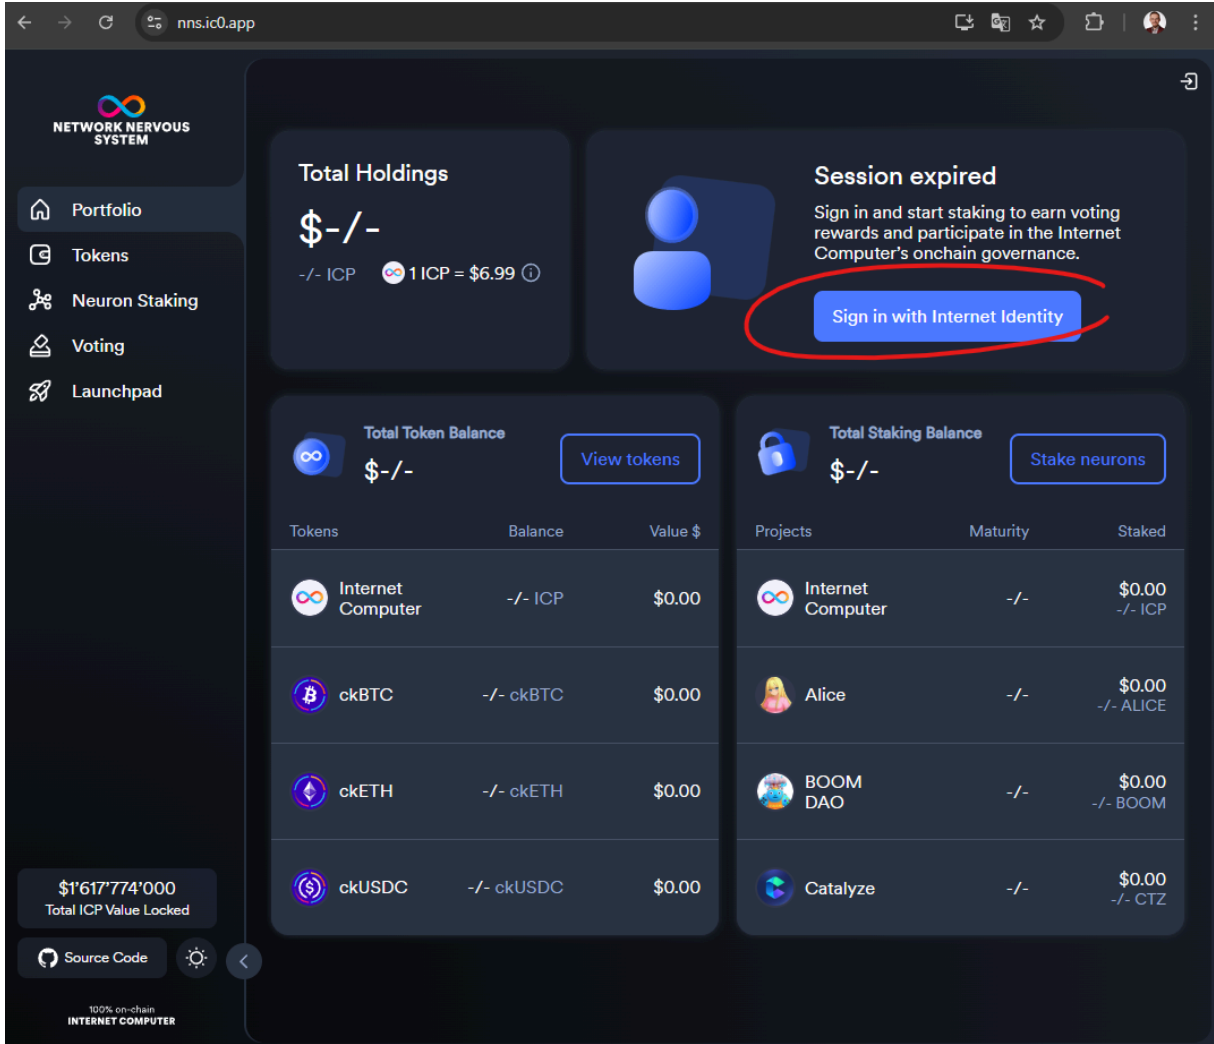 nns.ic0.app
NETWORK NERVOUS
SYSTEM
Portfolio
Tokens
Neuron Staking
Voting
Launchpad
$1'617'774'000
Total ICP Value Locked
Source Code
100% on-chain
INTERNET COMPUTER
Total Holdings
$-/-
-/- ICP 1 ICP = $6.99
Session expired
Sign in and start staking to earn voting
rewards and participate in the Internet
Computer's onchain governance.
Sign in with Internet Identity
Total Token Balance
$-/-
View tokens
Tokens Balance Value $
Internet
Computer
-/- ICP $0.00
ckBTC -/- ckBTC $0.00
ckETH -/- ckETH $0.00
ckUSDC -/- ckUSDC $0.00
Total Staking Balance
$-/-
Stake neurons
Projects Maturity Staked
Internet
Computer
-/- $0.00
-/- ICP
Alice -/- $0.00
-/- ALICE
BOOM
DAO
-/- $0.00
-/- BOOM
Catalyze -/- $0.00
-/- CTZ